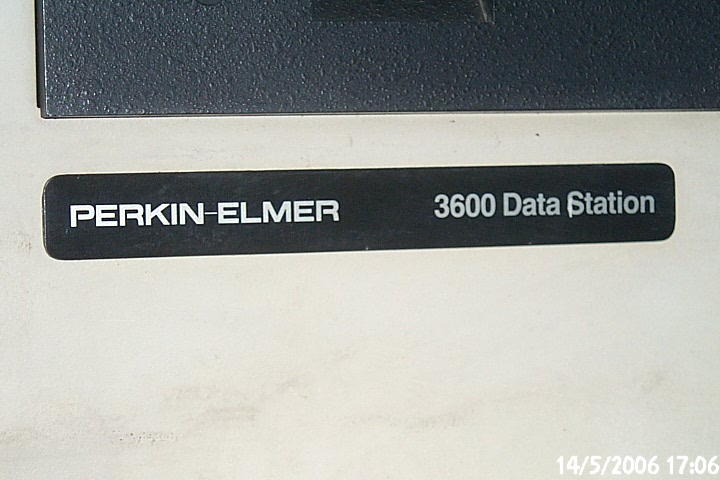 PERKIN-ELMER 3600 Data Station
14/5/2006 17:06